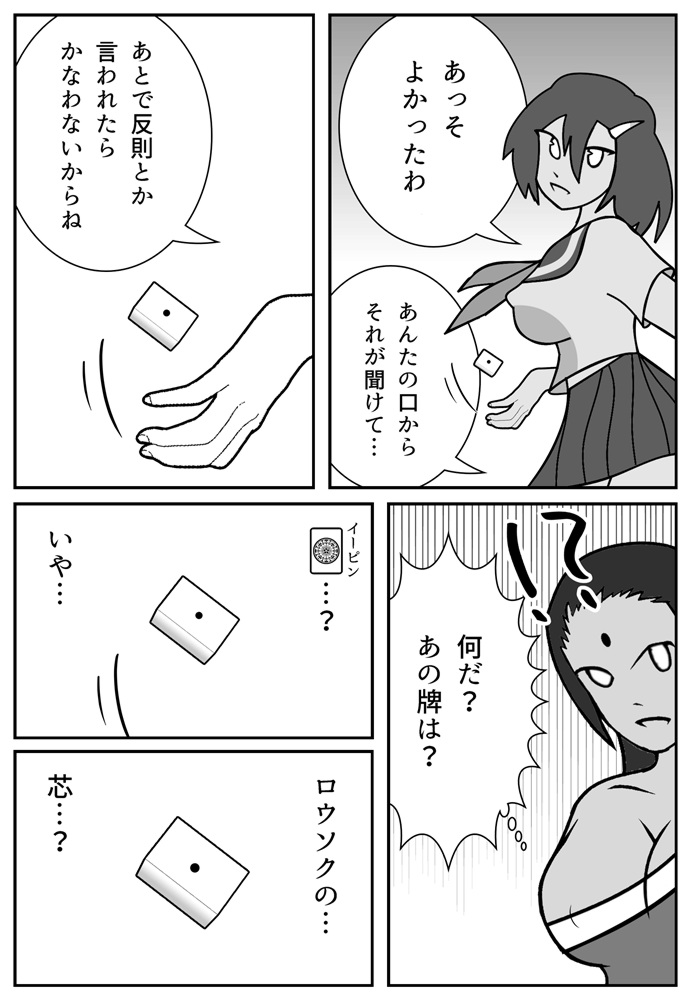 あっそ
よかったわ
あんたの口から
それが聞けて…
あとで反則とか
言われたら
かなわないからね
!?
何だ？
あの牌は？
イーピン
…？
いや…
ロウソクの…
芯…？